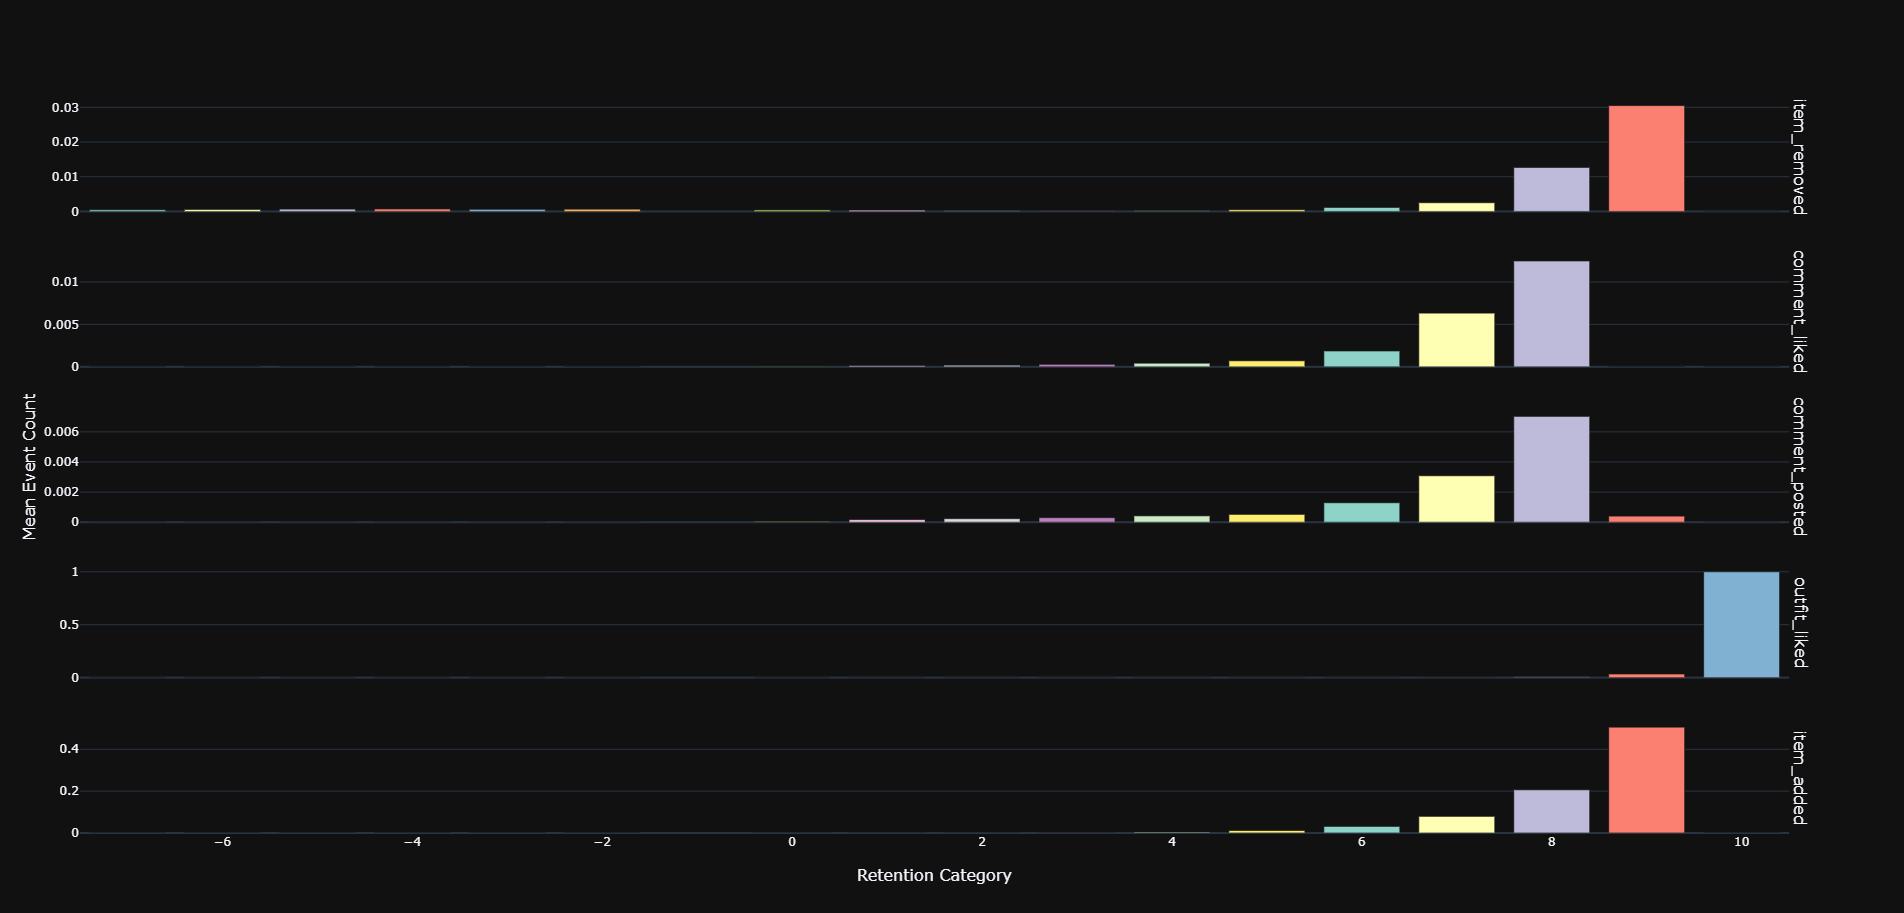 0.03
0.02
0.01
0
item_removed
0.01
0.005
0
comment_liked
0.006
0.004
0.002
0
comment_posted
Mean Event Count
1
0.5
0
outfit_liked
0.4
0.2
0
item_added
−6 −4 −2 0 2 4 6 8 10
Retention Category